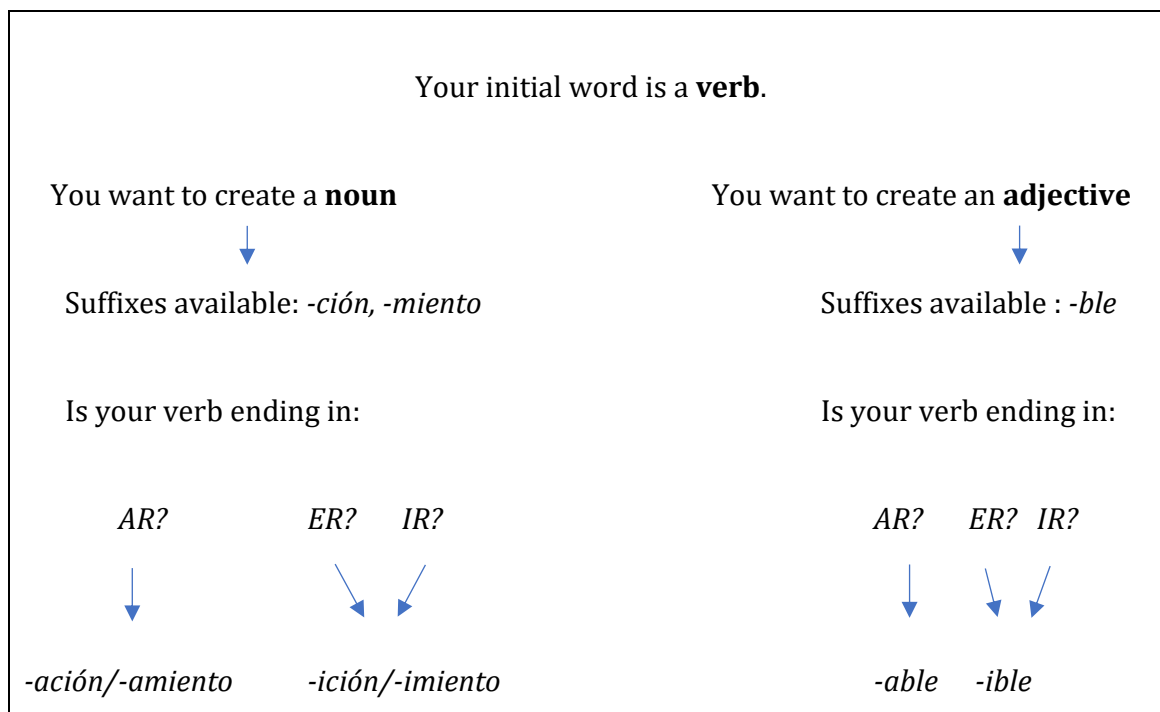 Your initial word is a verb.
You want to create a noun You want to create an adjective
Suffixes available: -ción, -miento Suffixes available : -ble
Is your verb ending in: Is your verb ending in:
AR? ER? IR? AR? ER? IR?
-ación/-amiento -ición/-imiento -able -ible